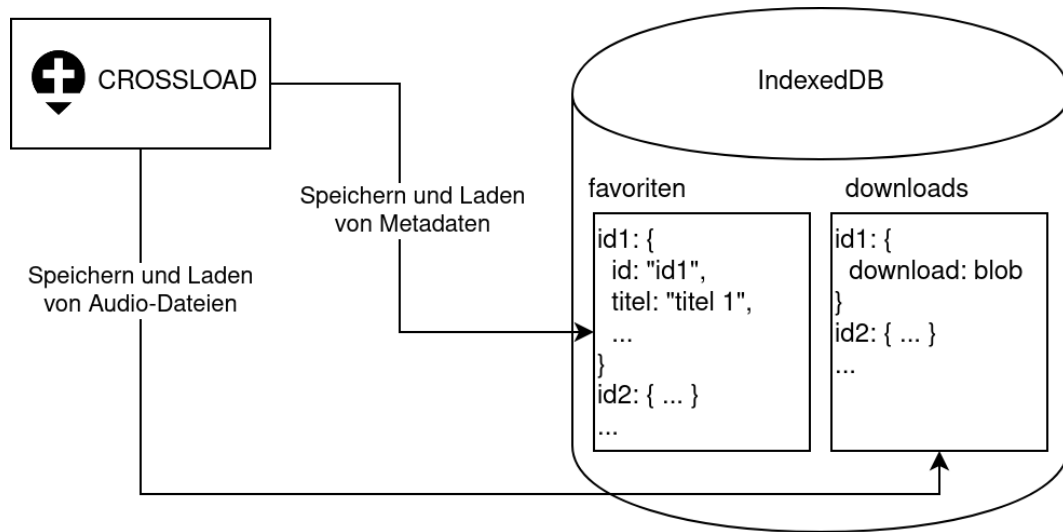 CROSSLOAD
IndexedDB
Speichern und Laden
von Metadaten
Speichern und Laden
von Audio-Dateien
favoriten
id1: {
id: "id1",
titel: "titel 1",
...
}
id2: { ... }
...
downloads
id1: {
download: blob
}
id2: { ... }
...